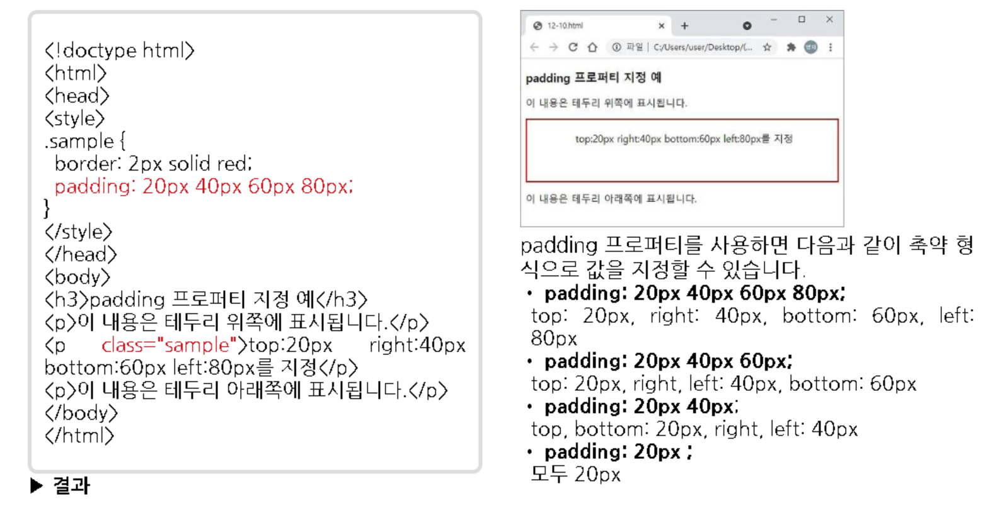 <!doctype html>
<html>
<head>
<style>
.sample {
border: 2px solid red;
padding: 20px 40px 60px 80px;
}
</style>
</head>
<body>
<h3>padding 프로퍼티 지정 예</h3>
<p>이 내용은 테두리 위쪽에 표시됩니다.</p>
<p class="sample">top:20px right:40px
bottom:60px left:80px를 지정</p>
<p>이 내용은 테두리 아래쪽에 표시됩니다.</p>
</body>
</html>
▶ 결과
12-10.html
파일 | C:/Users/user/Desktop/(...
padding 프로퍼티 지정 예
이 내용은 테두리 위쪽에 표시됩니다.
top:20px right:40px bottom:60px left:80px를 지정
이 내용은 테두리 아래쪽에 표시됩니다.
padding 프로퍼티를 사용하면 다음과 같이 축약 형
식으로 값을 지정할 수 있습니다.
• padding: 20px 40px 60px 80px;
top: 20px, right: 40px, bottom: 60px, left:
80px
• padding: 20px 40px 60px;
top: 20px, right, left: 40px, bottom: 60px
• padding: 20px 40px;
top, bottom: 20px, right, left: 40px
• padding: 20px ;
모두 20px